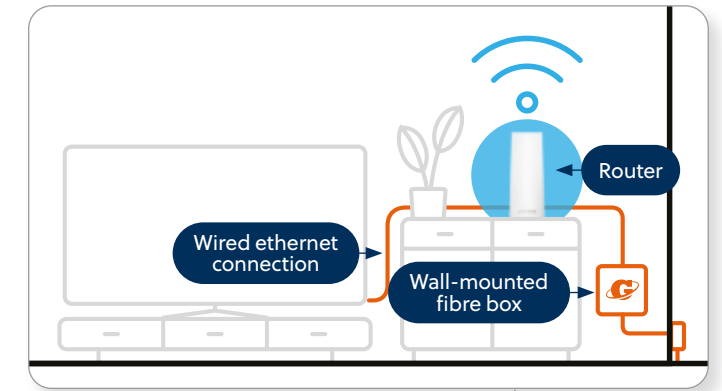 Router
Wired ethernet
connection
Wall-mounted
fibre box
G